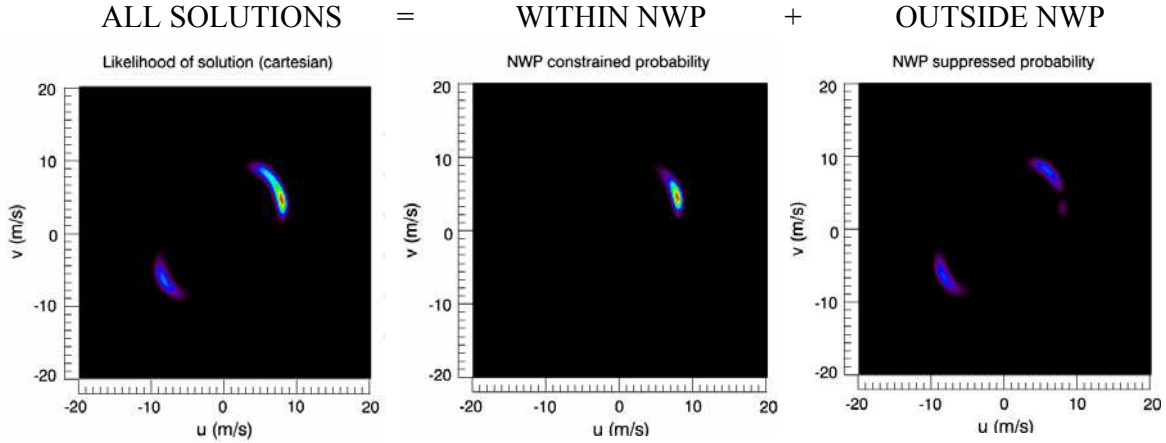 ALL SOLUTIONS = WITHIN NWP + OUTSIDE NWP
Likelihood of solution (cartesian)
20
10
0
-10
-20
v (m/s)
-20 -10 0 10 20
u (m/s)
NWP constrained probability
20
10
0
-10
-20
v (m/s)
-20 -10 0 10 20
u (m/s)
NWP suppressed probability
20
10
0
-10
-20
v (m/s)
-20 -10 0 10 20
u (m/s)